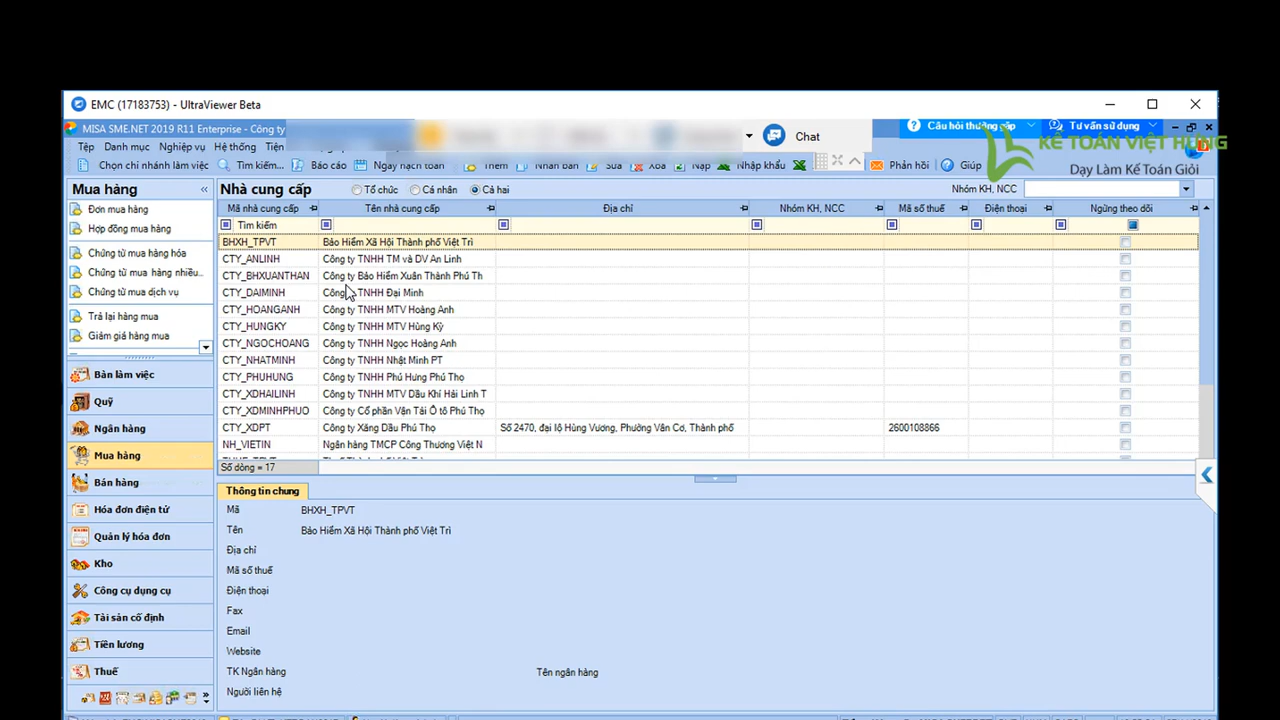 EMC (17183753) - UltraViewer Beta
MISA SME.NET 2019 R11 Enterprise - Công ty
Chat
Câu hỏi thường gặp
Tư vấn sử dụng
KẾ TOÁN VIỆT HƯNG
Dạy Làm Kế Toán Giỏi
Tệp Danh mục Nghiệp vụ Hệ thống Tiện
Chọn chi nhánh làm việc Tìm kiếm... Báo cáo Ngày hạch toán Thêm Nhân bản Sửa Xóa Nạp Nhập khẩu Phản hồi Giúp
Mua hàng
Nhà cung cấp Tổ chức Cá nhân Cả hai Nhóm KH, NCC
Mã nhà cung cấp Tên nhà cung cấp Địa chỉ Nhóm KH, NCC Mã số thuế Điện thoại Ngừng theo dõi
Tìm kiếm
BHXH_TPVT Bảo Hiểm Xã Hội Thành phố Việt Trì
CTY_ANLINH Công ty TNHH TM và DV An Linh
CTY_BHXUANTHAN Công ty Bảo Hiểm Xuân Thành Phú Th
CTY_DAIMINH Công ty TNHH Đại Minh
CTY_HOANGANH Công ty TNHH MTV Hoàng Anh
CTY_HUNGKY Công ty TNHH MTV Hùng Kỳ
CTY_NGOCHOANG Công ty TNHH Ngọc Hoàng Anh
CTY_NHATMINH Công ty TNHH Nhật Minh PT
CTY_PHUHUNG Công ty TNHH Phú Hưng Phú Thọ
CTY_XDHAILINH Công ty TNHH MTV Dầu Khí Hải Linh T
CTY_XDMINHPHUO Công ty Cổ phần Vận Tải Ô tô Phú Thọ
CTY_XDPT Công ty Xăng Dầu Phú Thọ Số 2470, đại lộ Hùng Vương, Phường Vân Cơ, Thành phố 2600108866
NH_VIETIN Ngân hàng TMCP Công Thương Việt N
Số dòng = 17
Đơn mua hàng
Hợp đồng mua hàng
Chứng từ mua hàng hóa
Chứng từ mua hàng nhiều...
Chứng từ mua dịch vụ
Trả lại hàng mua
Giảm giá hàng mua
Bàn làm việc
Quỹ
Ngân hàng
Mua hàng
Bán hàng
Hóa đơn điện tử
Quản lý hóa đơn
Kho
Công cụ dụng cụ
Tài sản cố định
Tiền lương
Thuế
Thông tin chung
Mã BHXH_TPVT
Tên Bảo Hiểm Xã Hội Thành phố Việt Trì
Địa chỉ
Mã số thuế
Điện thoại
Fax
Email
Website
TK Ngân hàng Tên ngân hàng
Người liên hệ